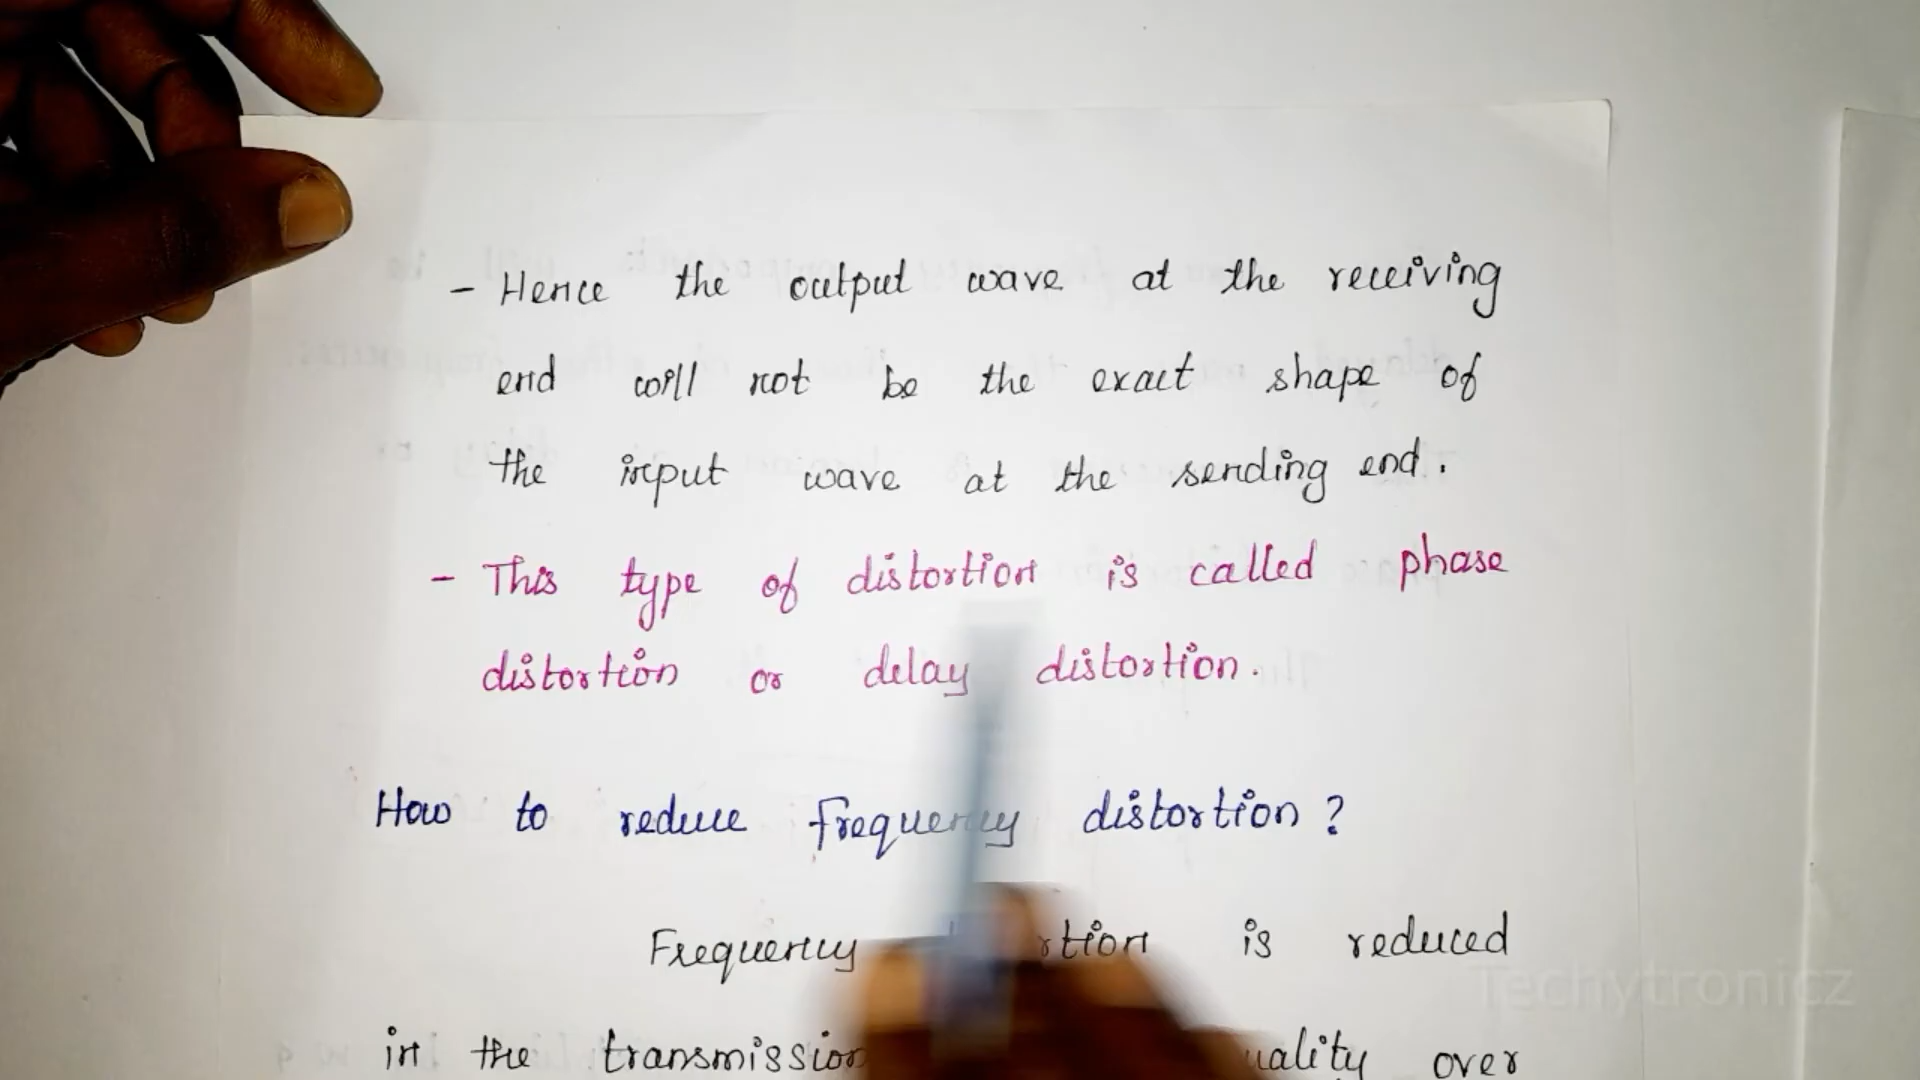 - Hence the output wave at the receiving
end will not be the exact shape of
the input wave at the sending end.
- This type of distortion is called phase
distortion or delay distortion.
How to reduce frequency distortion?
Frequency is reduced
in the transmission over
Techytronicz